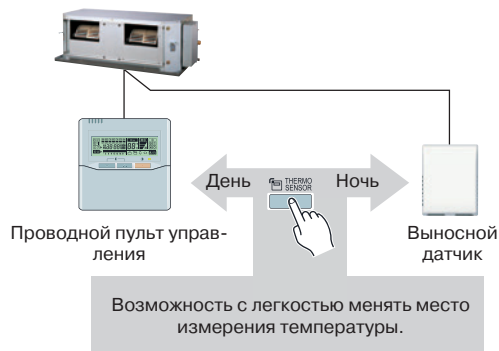 День
THERMO
SENSOR
Ночь
Проводной пульт управ-
ления
Выносной
датчик
Возможность с легкостью менять место
измерения температуры.